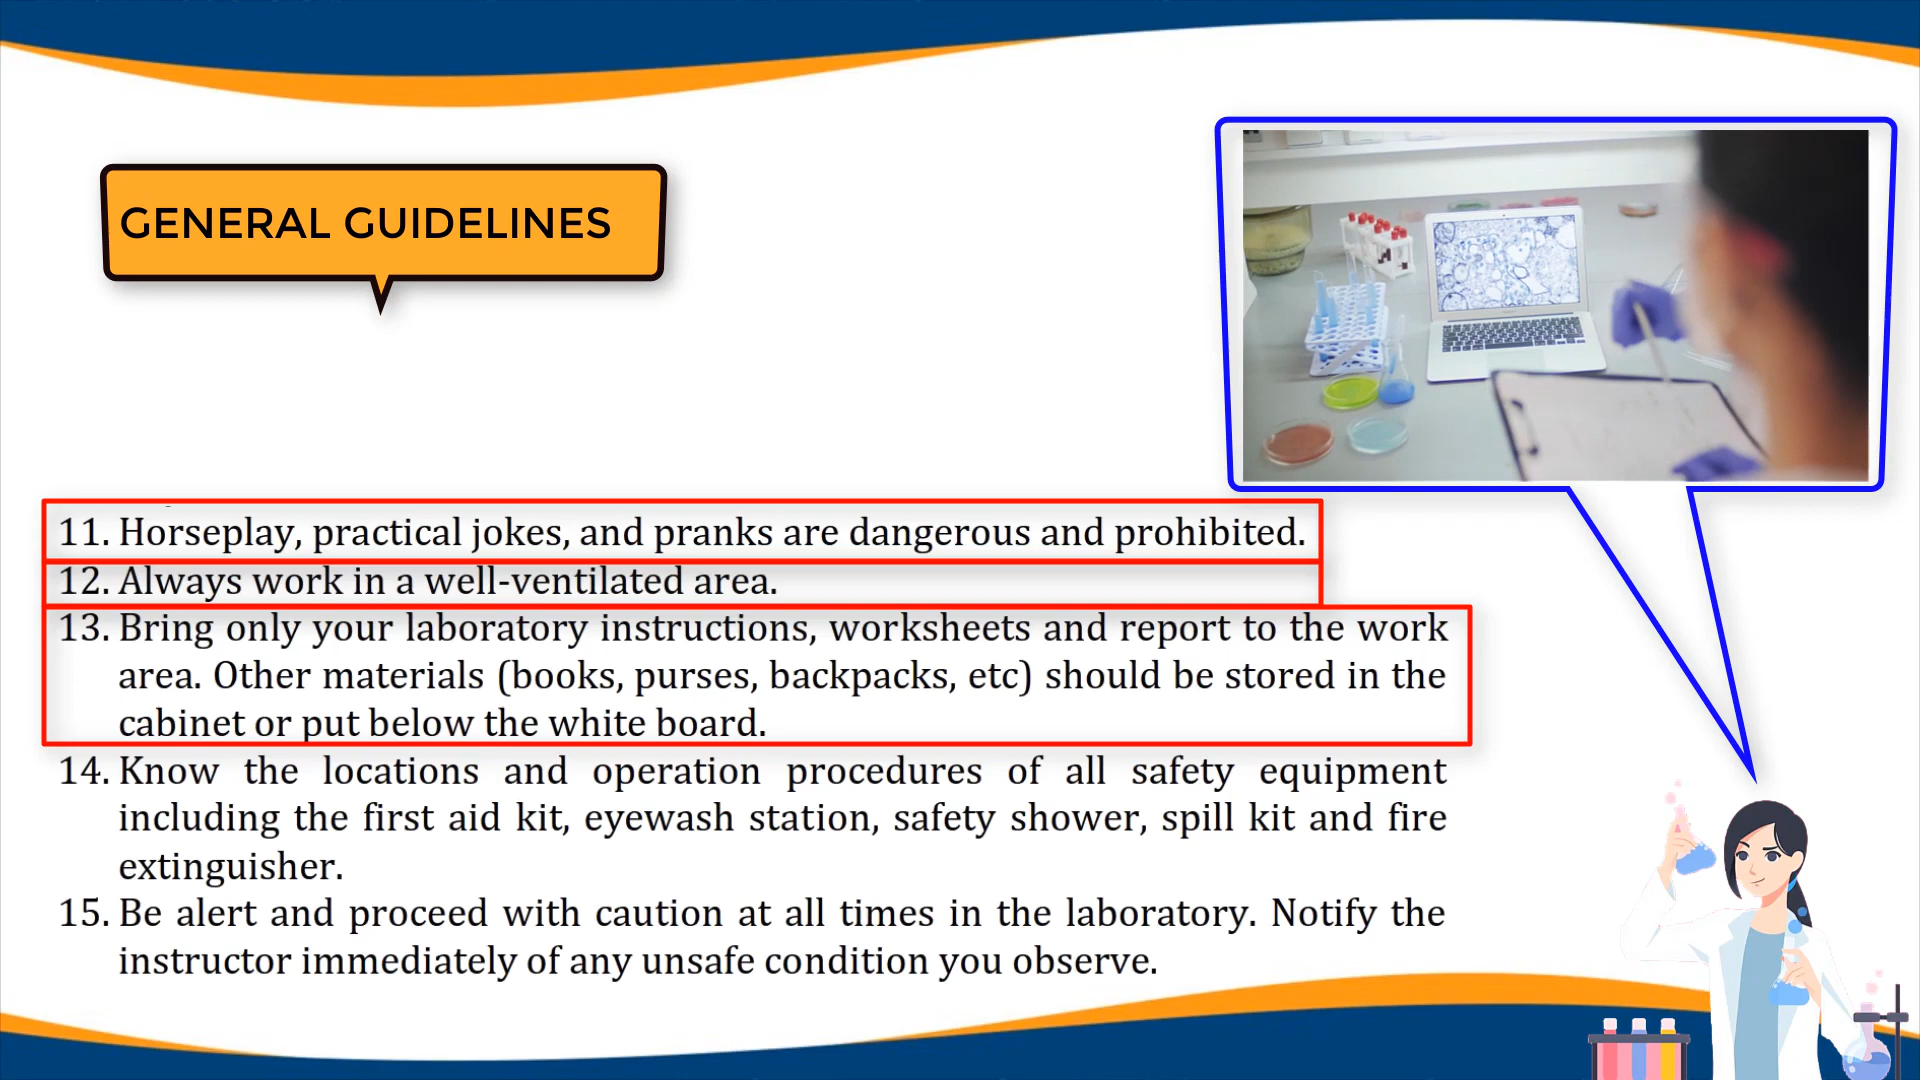 GENERAL GUIDELINES
11. Horseplay, practical jokes, and pranks are dangerous and prohibited.
12. Always work in a well-ventilated area.
13. Bring only your laboratory instructions, worksheets and report to the work
area. Other materials (books, purses, backpacks, etc) should be stored in the
cabinet or put below the white board.
14. Know the locations and operation procedures of all safety equipment
including the first aid kit, eyewash station, safety shower, spill kit and fire
extinguisher.
15. Be alert and proceed with caution at all times in the laboratory. Notify the
instructor immediately of any unsafe condition you observe.